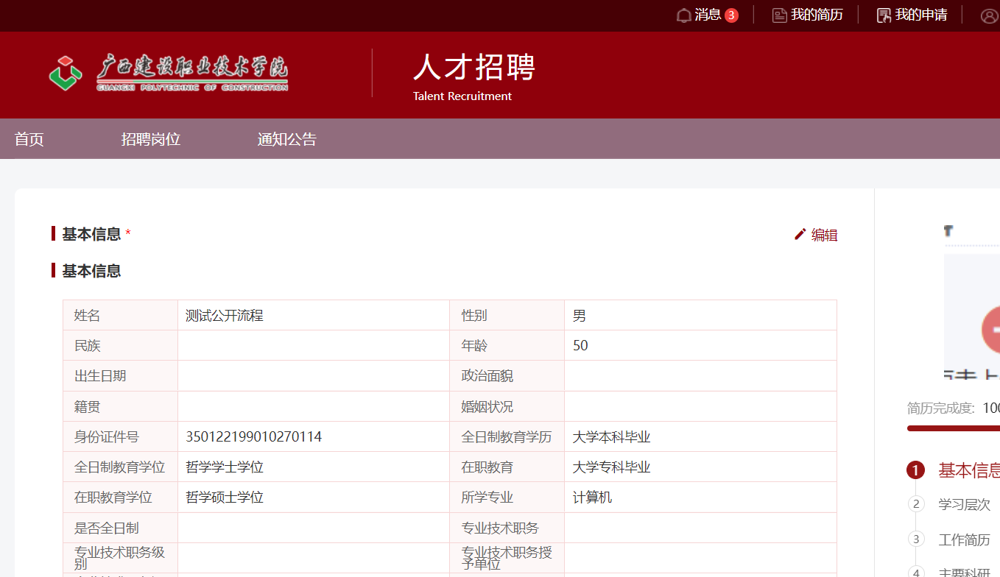 消息 3 我的简历 我的申请
广西建设职业技术学院
GUANGXI POLYTECHNIC OF CONSTRUCTION
人才招聘
Talent Recruitment
首页 招聘岗位 通知公告
基本信息 *
编辑
基本信息
姓名 测试公开流程 性别 男
民族 年龄 50
出生日期 政治面貌
籍贯 婚姻状况
身份证件号 350122199010270114 全日制教育学历 大学本科毕业
全日制教育学位 哲学学士学位 在职教育 大学专科毕业
在职教育学位 哲学硕士学位 所学专业 计算机
是否全日制 专业技术职务
专业技术职务级
别
专业技术职务授
予单位
简历完成度: 100
1 基本信息
2 学习层次
3 工作简历
4 主要科研